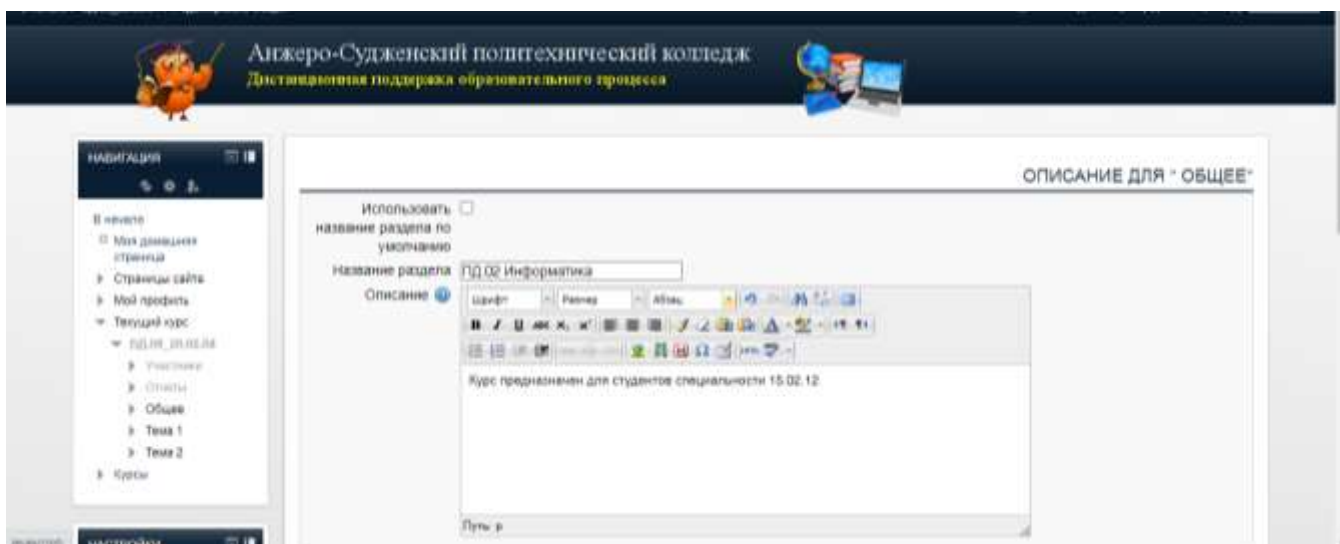 Анжеро-Судженский политехнический колледж
Дистанционная поддержка образовательного процесса
НАВИГАЦИЯ
В начало
Моя домашняя
страница
Страницы сайта
Мой профиль
Текущий курс
Участники
Отчеты
Общее
Тема 1
Тема 2
Курсы
НАСТРОЙКИ
ОПИСАНИЕ ДЛЯ " ОБЩЕЕ"
Использовать
название раздела по
умолчанию
Название раздела ПД.02 Информатика
Описание
Шрифт Размер Абзац
Курс предназначен для студентов специальности 15.02.12
Путь: p